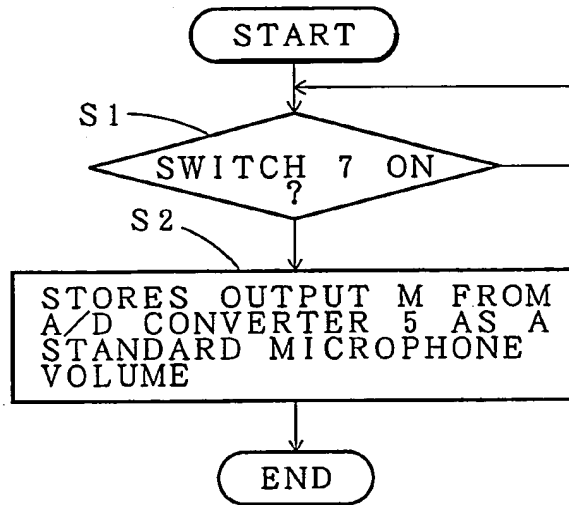 START
S1
SWITCH 7 ON
?
S2
STORES OUTPUT M FROM
A/D CONVERTER 5 AS A
STANDARD MICROPHONE
VOLUME
END